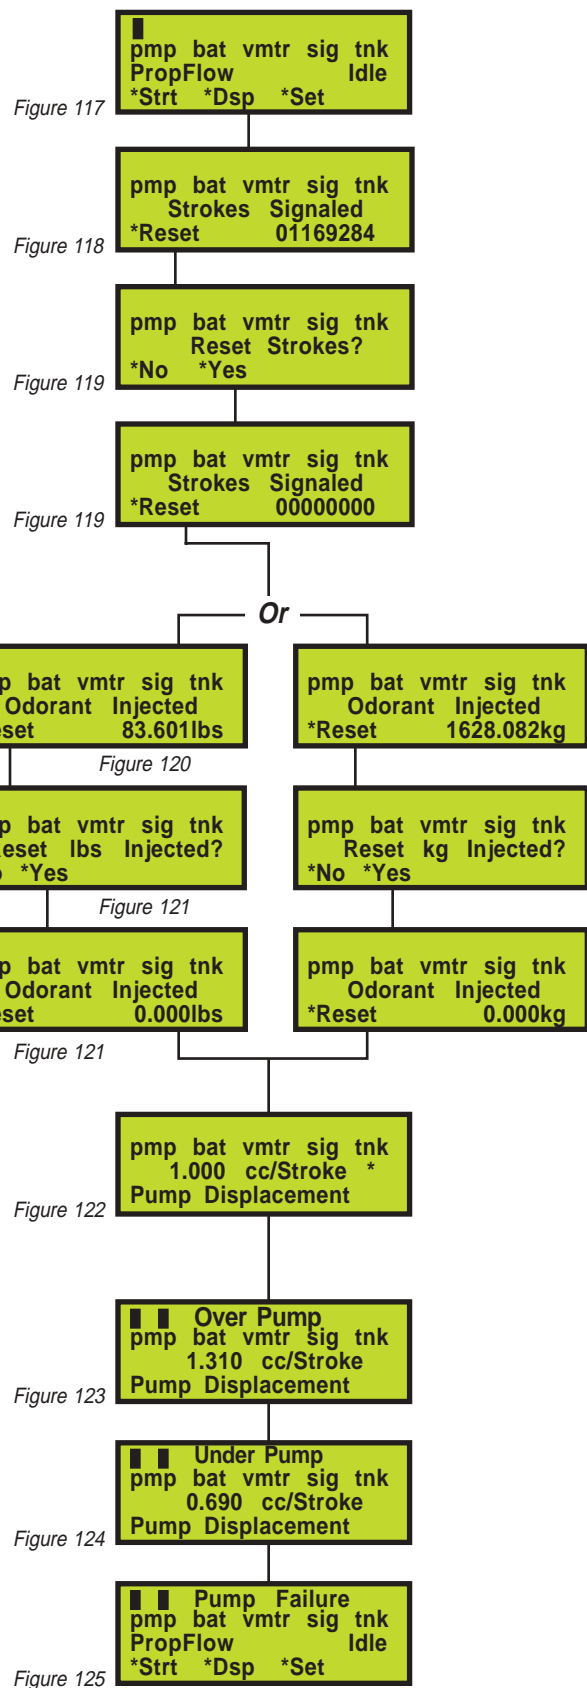 pmp bat vmtr sig tnk
PropFlow Idle
*Strt *Dsp *Set
Figure 117
pmp bat vmtr sig tnk
Strokes Signaled
*Reset 01169284
Figure 118
pmp bat vmtr sig tnk
Reset Strokes?
*No *Yes
Figure 119
pmp bat vmtr sig tnk
Strokes Signaled
*Reset 00000000
Figure 119
Or
bat vmtr sig tnk
Odorant Injected
83.601lbs
Figure 120
pmp bat vmtr sig tnk
Odorant Injected
*Reset 1628.082kg
bat vmtr sig tnk
lbs Injected?
*Yes
Figure 121
pmp bat vmtr sig tnk
Reset kg Injected?
*No *Yes
bat vmtr sig tnk
Odorant Injected
0.000lbs
Figure 121
pmp bat vmtr sig tnk
Odorant Injected
*Reset 0.000kg
pmp bat vmtr sig tnk
1.000 cc/Stroke *
Pump Displacement
Figure 122
Over Pump
pmp bat vmtr sig tnk
1.310 cc/Stroke
Pump Displacement
Figure 123
Under Pump
pmp bat vmtr sig tnk
0.690 cc/Stroke
Pump Displacement
Figure 124
Pump Failure
pmp bat vmtr sig tnk
PropFlow Idle
*Strt *Dsp *Set
Figure 125